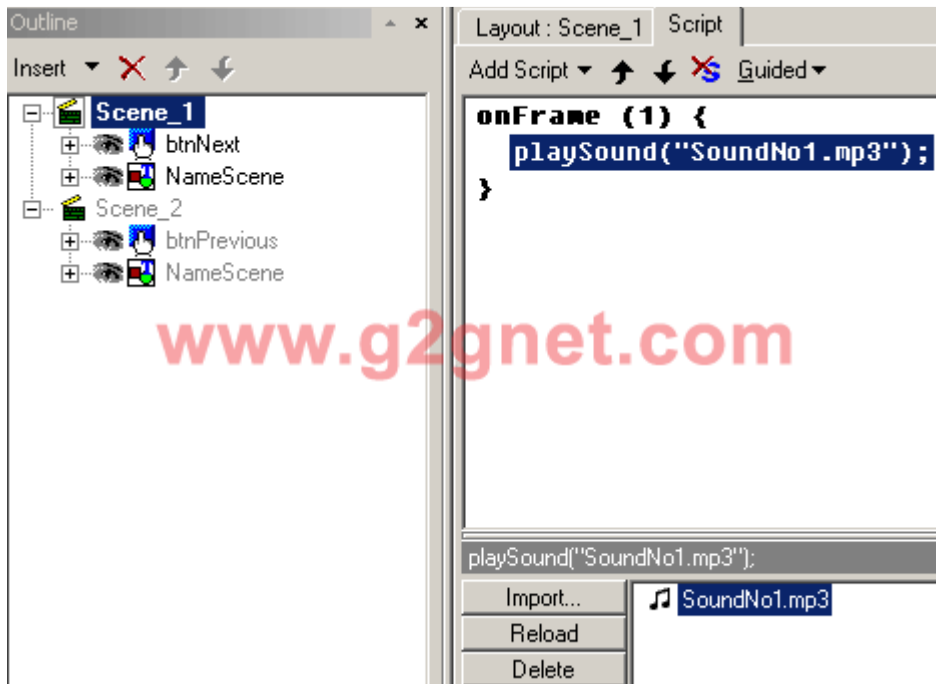 Outline
Insert
Scene_1
btnNext
NameScene
Scene_2
btnPrevious
NameScene
Layout : Scene_1 Script
Add Script Guided
onFrame (1) {
playSound("SoundNo1.mp3");
}
www.g2gnet.com
playSound("SoundNo1.mp3");
Import... SoundNo1.mp3
Reload
Delete